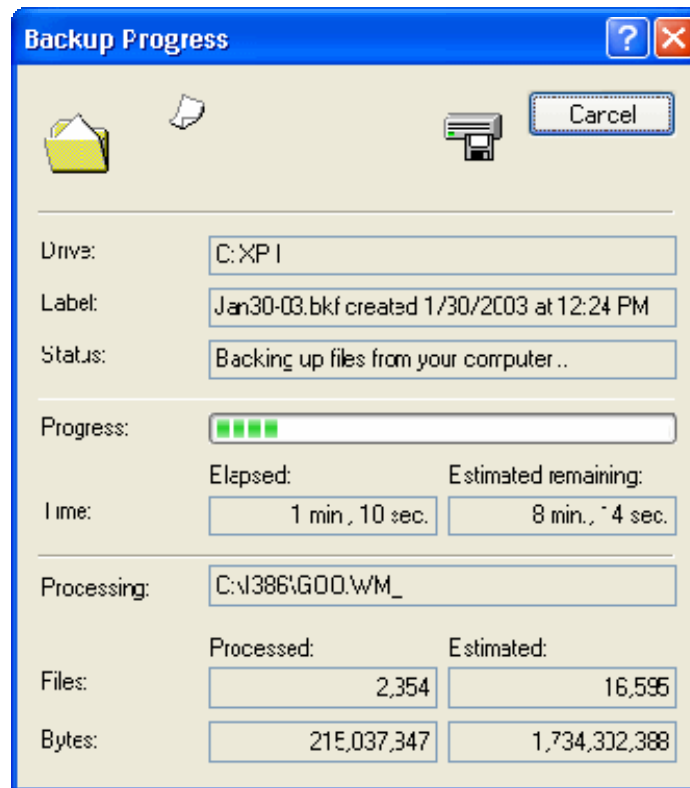 Backup Progress
Cancel
Drive: C: XP I
Label: Jan30-03.bkf created 1/30/2003 at 12:24 PM
Status: Backing up files from your computer...
Progress:
Elapsed: Estimated remaining:
Time: 1 min., 10 sec. 8 min., 14 sec.
Processing: C:\I386\GOO.WM_
Processed: Estimated:
Files: 2,354 16,595
Bytes: 215,037,347 1,734,302,388